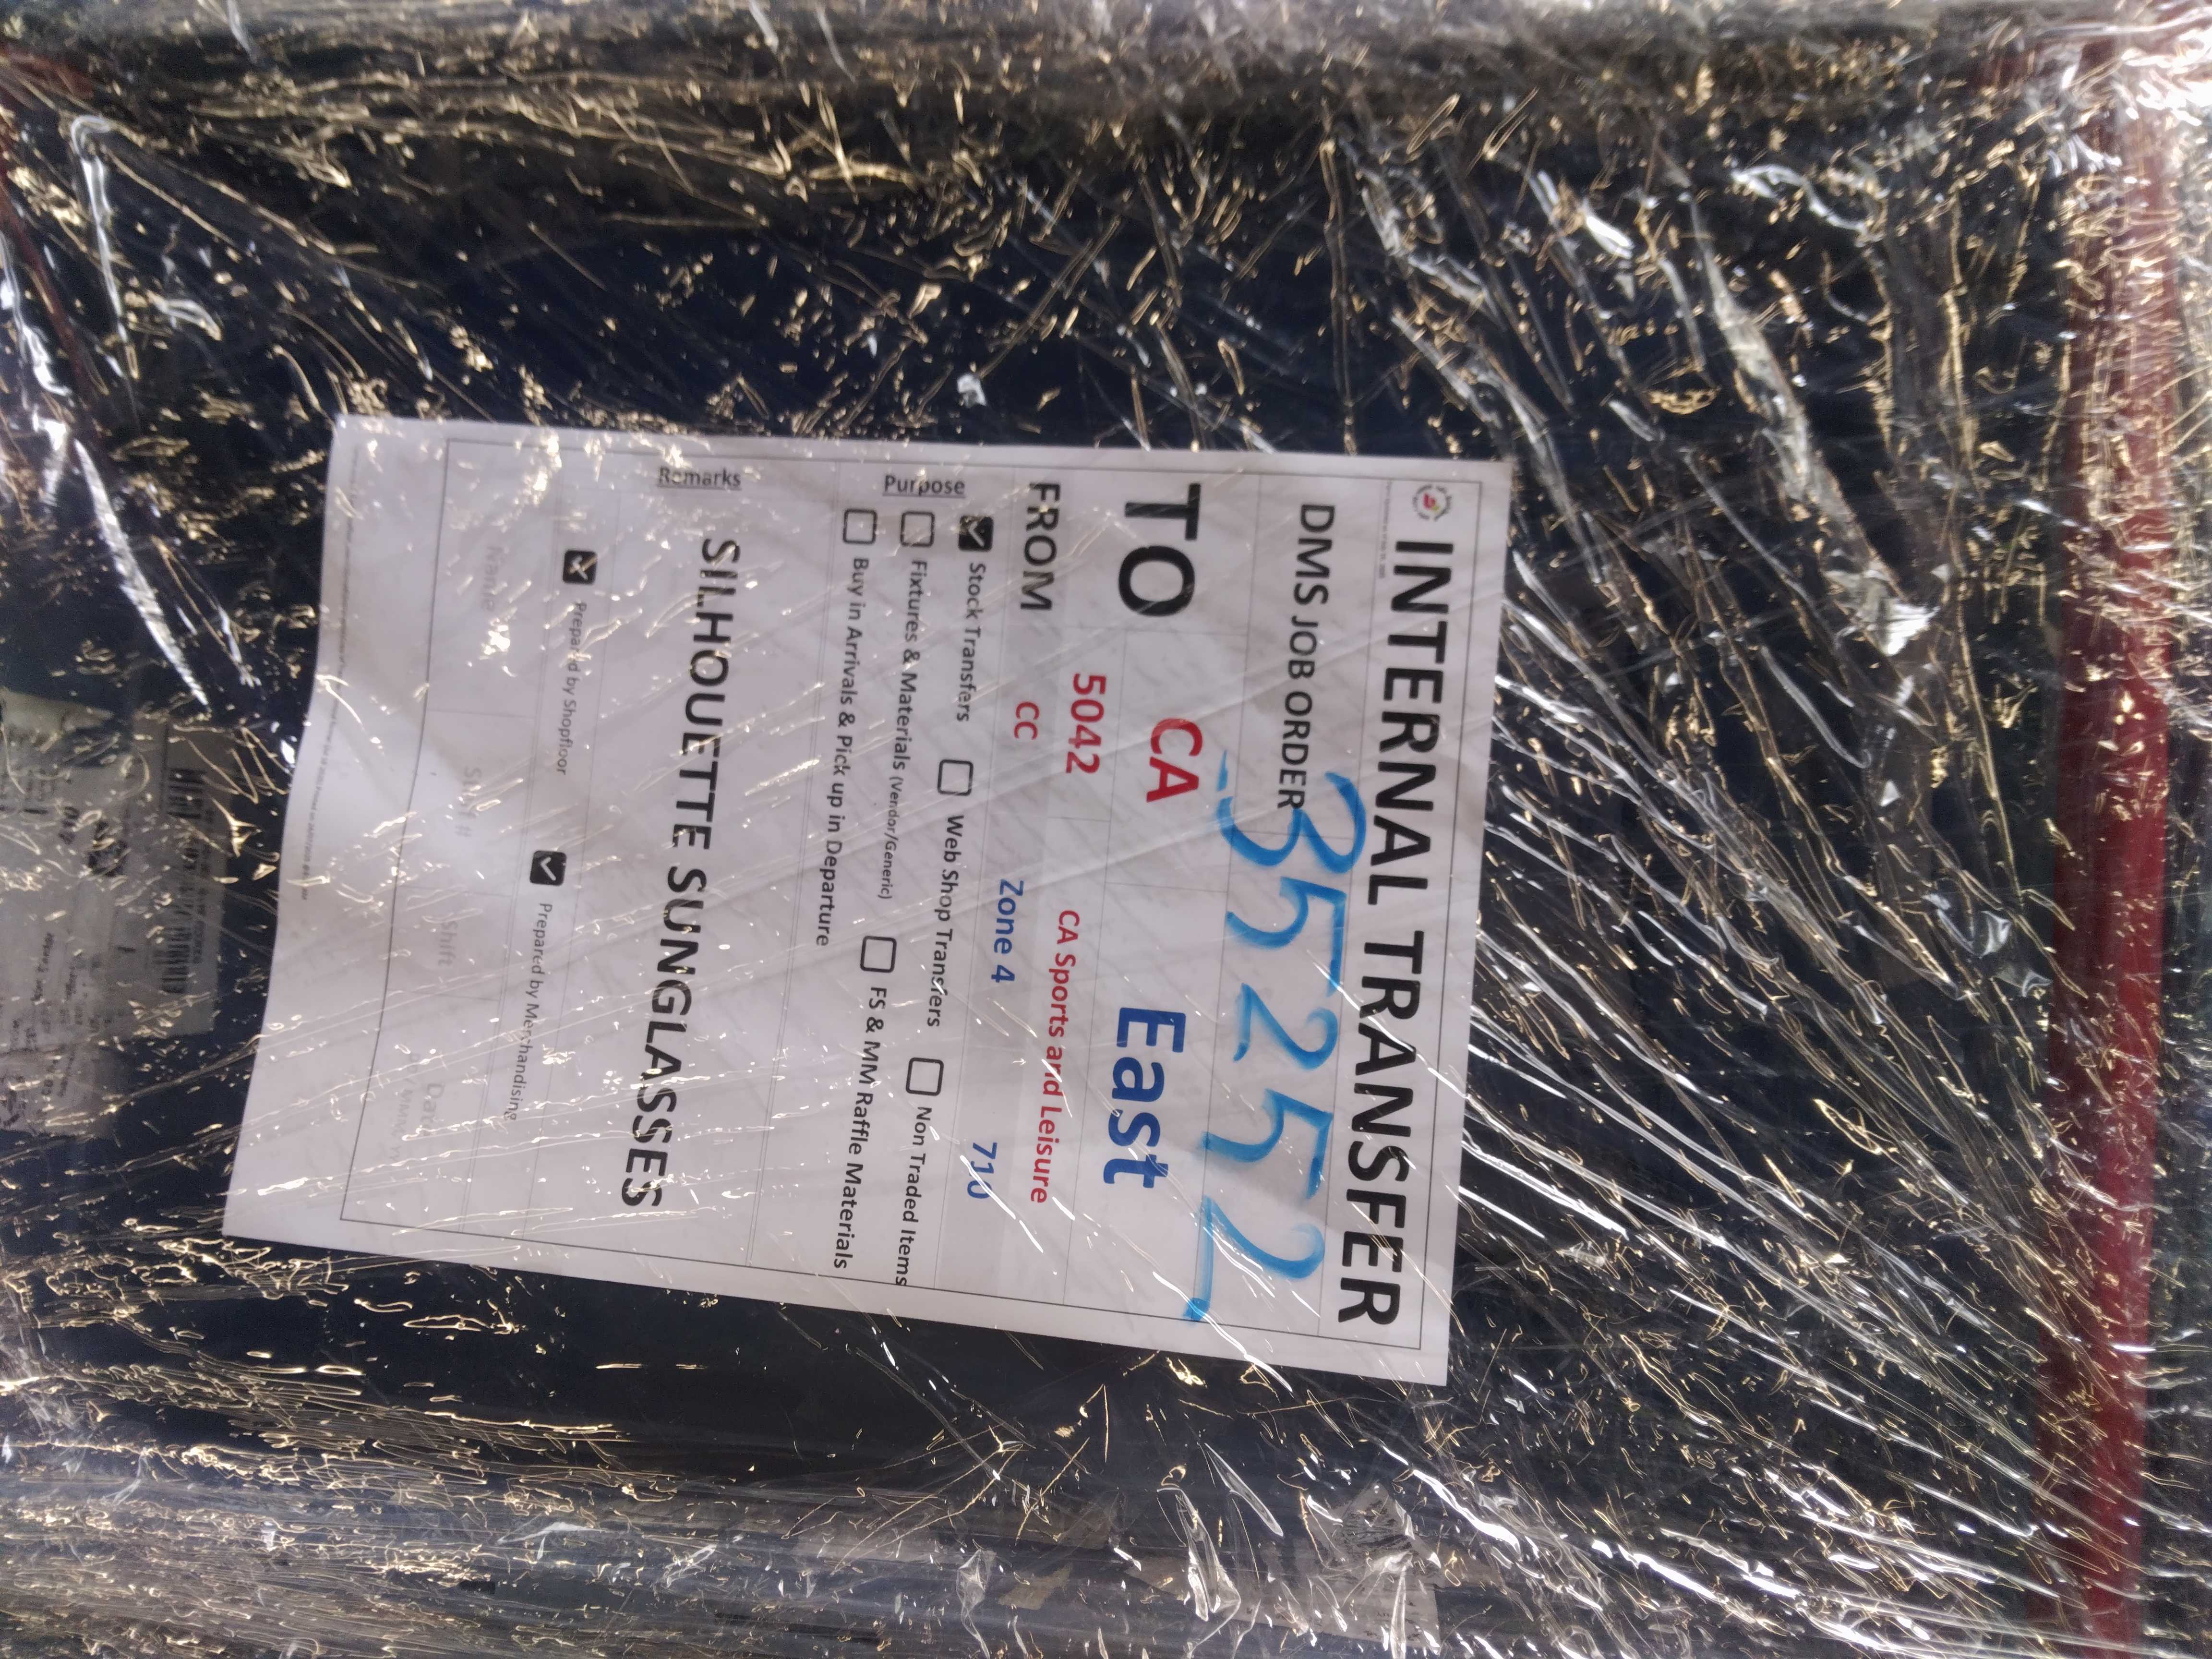 INTERNAL TRANSFER
DMS JOB ORDER 35252
TO CA East
5042 CA Sports and Leisure
FROM CC Zone 4 710
Purpose
Stock Transfers Web Shop Transfers Non Traded Items
Fixtures & Materials (Vendor/Generic) FS & MM Raffle Materials
Buy in Arrivals & Pick up in Departure
Remarks
SILHOUETTE SUNGLASSES
Prepared by Shopfloor Prepared by Merchandising
Name Staff # Shift Date